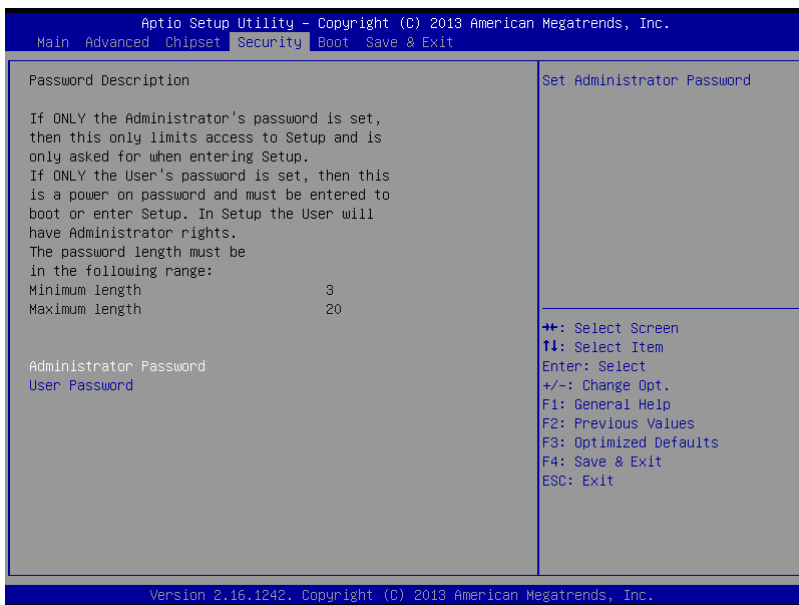 Aptio Setup Utility – Copyright (C) 2013 American Megatrends, Inc.
Main Advanced Chipset Security Boot Save & Exit
Password Description
If ONLY the Administrator's password is set,
then this only limits access to Setup and is
only asked for when entering Setup.
If ONLY the User's password is set, then this
is a power on password and must be entered to
boot or enter Setup. In Setup the User will
have Administrator rights.
The password length must be
in the following range:
Minimum length 3
Maximum length 20
Administrator Password
User Password
Set Administrator Password
→←: Select Screen
↑↓: Select Item
Enter: Select
+/-: Change Opt.
F1: General Help
F2: Previous Values
F3: Optimized Defaults
F4: Save & Exit
ESC: Exit
Version 2.16.1242. Copyright (C) 2013 American Megatrends, Inc.